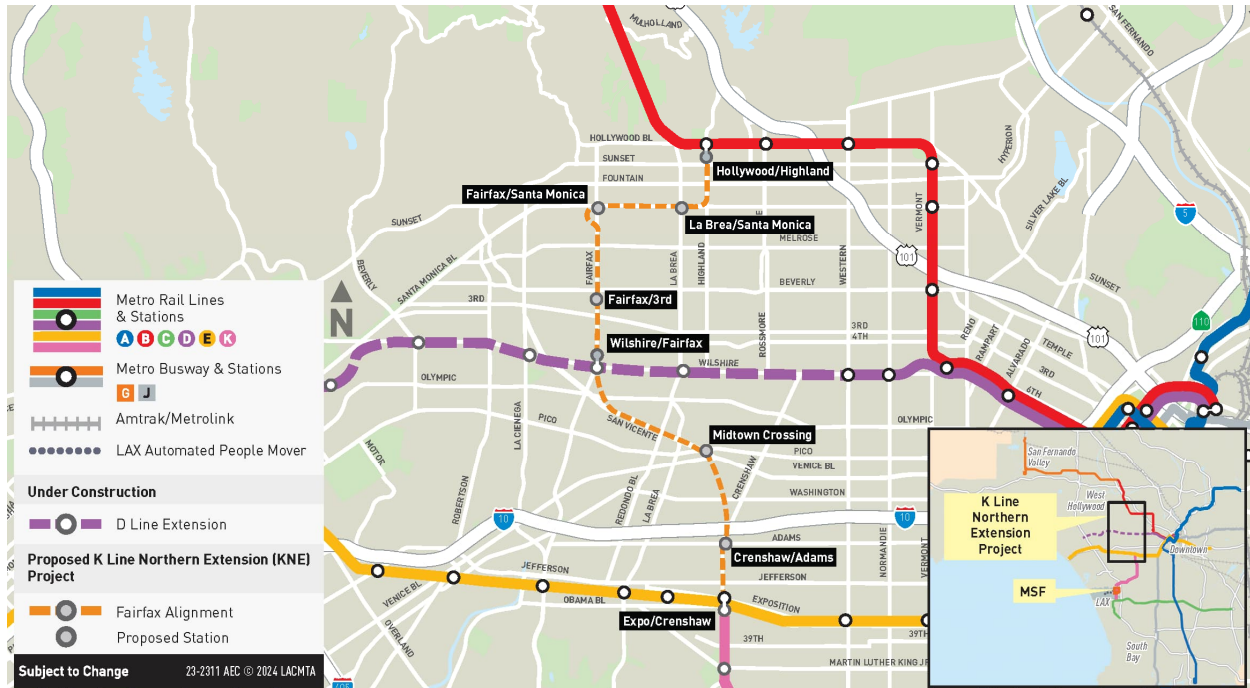 MULHOLLAND
101
SAN FERNANDO
HOLLYWOOD BL
SUNSET
FOUNTAIN
Hollywood/Highland
Fairfax/Santa Monica
La Brea/Santa Monica
HYPERION
SILVER LAKE BL
VERMONT
5
SUNSET
MELROSE
WESTERN
101
BEVERLY
SANTA MONICA BL
FAIRFAX
LA BREA
HIGHLAND
BEVERLY
SUNSET
3RD
Fairfax/3rd
N
ROSSMORE
3RD
4TH
RENO
RAMPART
ALVARADO
TEMPLE
3RD
6TH
101
110
Wilshire/Fairfax
WILSHIRE
OLYMPIC
LA CIENEGA
PICO
SAN VICENTE
OLYMPIC
Midtown Crossing
PICO
VENICE BL
WASHINGTON
MOTOR
ROBERTSON
REDONDO BL
LA BREA
CRENSHAW
10
10
ADAMS
NORMANDIE
VERMONT
Crenshaw/Adams
JEFFERSON
JEFFERSON
VENICE BL
OBAMA BL
EXPOSITION
Expo/Crenshaw
OVERLAND
39TH
39TH
MARTIN LUTHER KING JR
405
Metro Rail Lines
& Stations
A B C D E K
Metro Busway & Stations
G J
Amtrak/Metrolink
LAX Automated People Mover
Under Construction
D Line Extension
Proposed K Line Northern Extension (KNE)
Project
Fairfax Alignment
Proposed Station
Subject to Change
23-2311 AEC © 2024 LACMTA
San Fernando
Valley
West
Hollywood
K Line
Northern
Extension
Project
Downtown
MSF
LAX
South
Bay